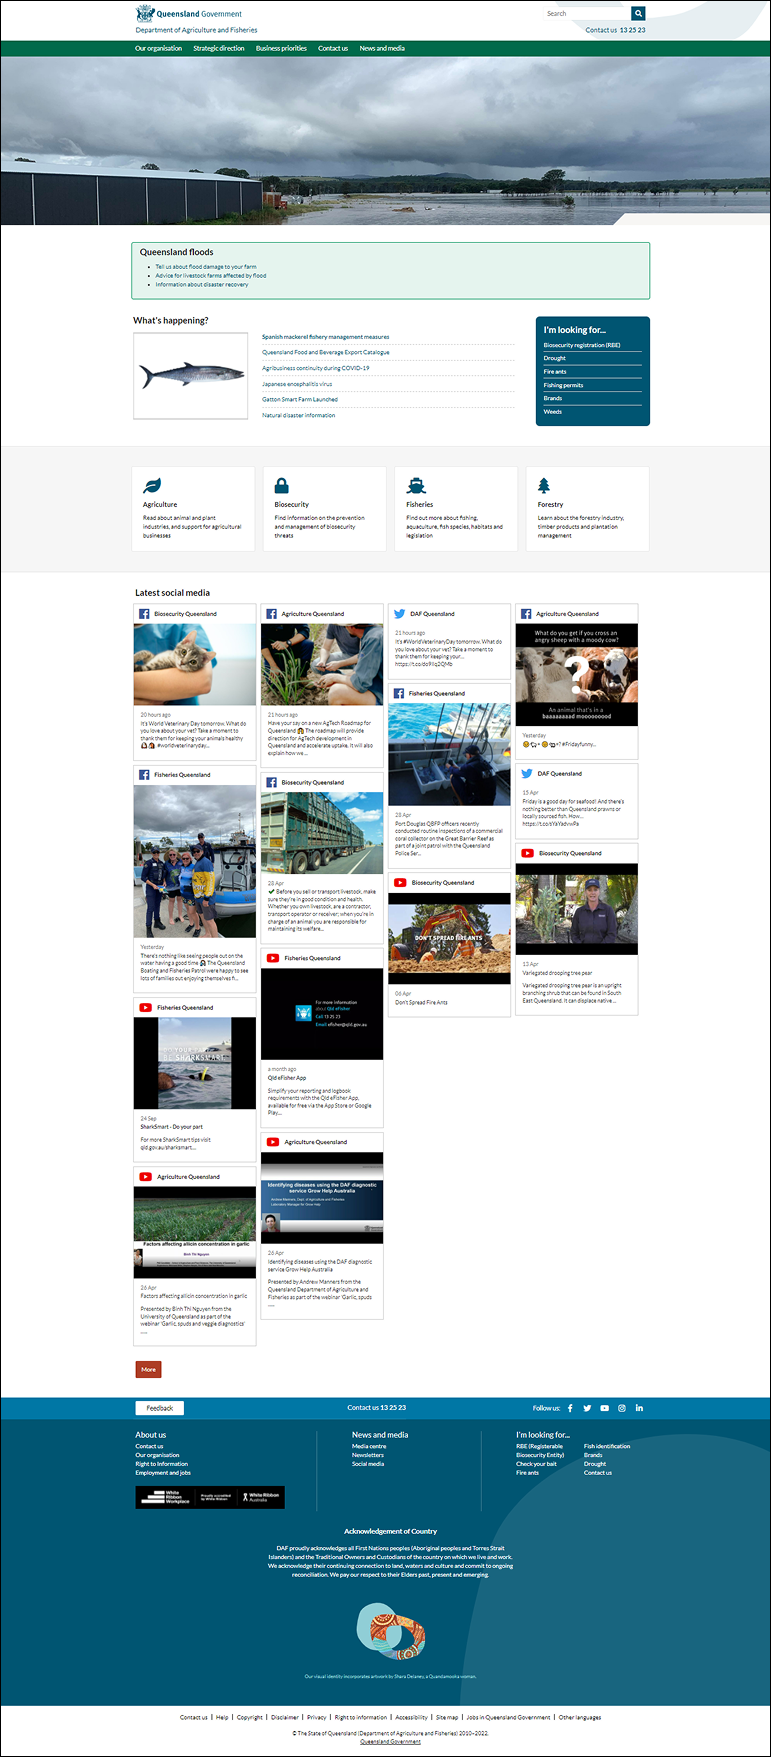 Queensland Government
Search
Department of Agriculture and Fisheries
Contact us 13 25 23
Our organisation
Strategic direction
Business priorities
Contact us
News and media
Queensland floods
Tell us about flood damage to your farm
Advice for livestock farms affected by flood
Information about disaster recovery
What's happening?
Spanish mackerel fishery management measures
Queensland Food and Beverage Export Catalogue
Agribusiness continuity during COVID-19
Japanese encephalitis virus
Gatton Smart Farm Launched
Natural disaster information
I'm looking for...
Biosecurity registration (RBE)
Drought
Fire ants
Fishing permits
Brands
Weeds
Agriculture
Read about animal and plant
industries, and support for agricultural
businesses
Biosecurity
Find information on the prevention
and management of biosecurity
threats
Fisheries
Find out more about fishing,
aquaculture, fish species, habitats and
legislation
Forestry
Learn about the forestry industry,
timber products and plantation
management
Latest social media
Biosecurity Queensland
20 hours ago
It's World Veterinary Day tomorrow. What do
you love about your vet? Take a moment to
thank them for keeping your animals healthy
#worldveterinaryday...
Fisheries Queensland
Yesterday
There's nothing like seeing people out on the
water having a good time The Queensland
Boating and Fisheries Patrol were happy to see
lots of families out enjoying themselves fi...
Fisheries Queensland
DO YOUR PART
BE SHARKSMART
24 Sep
SharkSmart - Do your part
For more SharkSmart tips visit
qld.gov.au/sharksmart....
Agriculture Queensland
Factors affecting allicin concentration in garlic
Binh Thi Nguyen
26 Apr
Factors affecting allicin concentration in garlic
Presented by Binh Thi Nguyen from the
University of Queensland as part of the
webinar 'Garlic, spuds and veggie diagnostics'
....
Agriculture Queensland
21 hours ago
Have your say on a new AgTech Roadmap for
Queensland The roadmap will provide
direction for AgTech development in
Queensland and accelerate uptake. It will also
explain how we ...
Biosecurity Queensland
28 Apr
Before you sell or transport livestock, make
sure they're in good condition and health.
Whether you own livestock, are a contractor,
transport operator or receiver; when you're in
charge of an animal you are responsible for
maintaining its welfare...
Fisheries Queensland
For more information
about Qld eFisher
Call 13 25 23
Email efisher@qld.gov.au
a month ago
Qld eFisher App
Simplify your reporting and logbook
requirements with the Qld eFisher App,
available for free via the App Store or Google
Play....
Agriculture Queensland
Identifying diseases using the DAF diagnostic
service Grow Help Australia
Andrew Manners, Dept. of Agriculture and Fisheries
Laboratory Manager for Grow Help
26 Apr
Identifying diseases using the DAF diagnostic
service Grow Help Australia
Presented by Andrew Manners from the
Queensland Department of Agriculture and
Fisheries as part of the webinar 'Garlic, spuds
....
DAF Queensland
21 hours ago
It's #WorldVeterinaryDay tomorrow. What do
you love about your vet? Take a moment to
thank them for keeping your...
Fisheries Queensland
28 Apr
Port Douglas QBFP officers recently
conducted routine inspections of a commercial
coral collector on the Great Barrier Reef as
part of a joint patrol with the Queensland
Police Ser...
Biosecurity Queensland
DON'T SPREAD FIRE ANTS
06 Apr
Don't Spread Fire Ants
Agriculture Queensland
What do you get if you cross an
angry sheep with a moody cow?
?
An animal that's in a
baaaaaaaad mooooooood
Yesterday
+ =? #Fridayfunny...
DAF Queensland
15 Apr
Friday is a good day for seafood! And there's
nothing better than Queensland prawns or
locally sourced fish. How...
Biosecurity Queensland
13 Apr
Variegated drooping tree pear
Variegated drooping tree pear is an upright
branching shrub that can be found in South
East Queensland. It can displace native ...
More
Feedback
Contact us 13 25 23
Follow us:
About us
Contact us
Our organisation
Right to Information
Employment and jobs
White
Ribbon
Workplace
Proudly accredited
by White Ribbon
White Ribbon
Australia
News and media
Media centre
Newsletters
Social media
I'm looking for...
RBE (Registerable
Biosecurity Entity)
Check your bait
Fire ants
Fish identification
Brands
Drought
Contact us
Acknowledgement of Country
DAF proudly acknowledges all First Nations peoples (Aboriginal peoples and Torres Strait
Islanders) and the Traditional Owners and Custodians of the country on which we live and work.
We acknowledge their continuing connection to land, waters and culture and commit to ongoing
reconciliation. We pay our respect to their Elders past, present and emerging.
Our visual identity incorporates artwork by Shara Delaney, a Quandamooka woman.
Contact us | Help | Copyright | Disclaimer | Privacy | Right to information | Accessibility | Site map | Jobs in Queensland Government | Other languages
© The State of Queensland (Department of Agriculture and Fisheries) 2010–2022.
Queensland Government